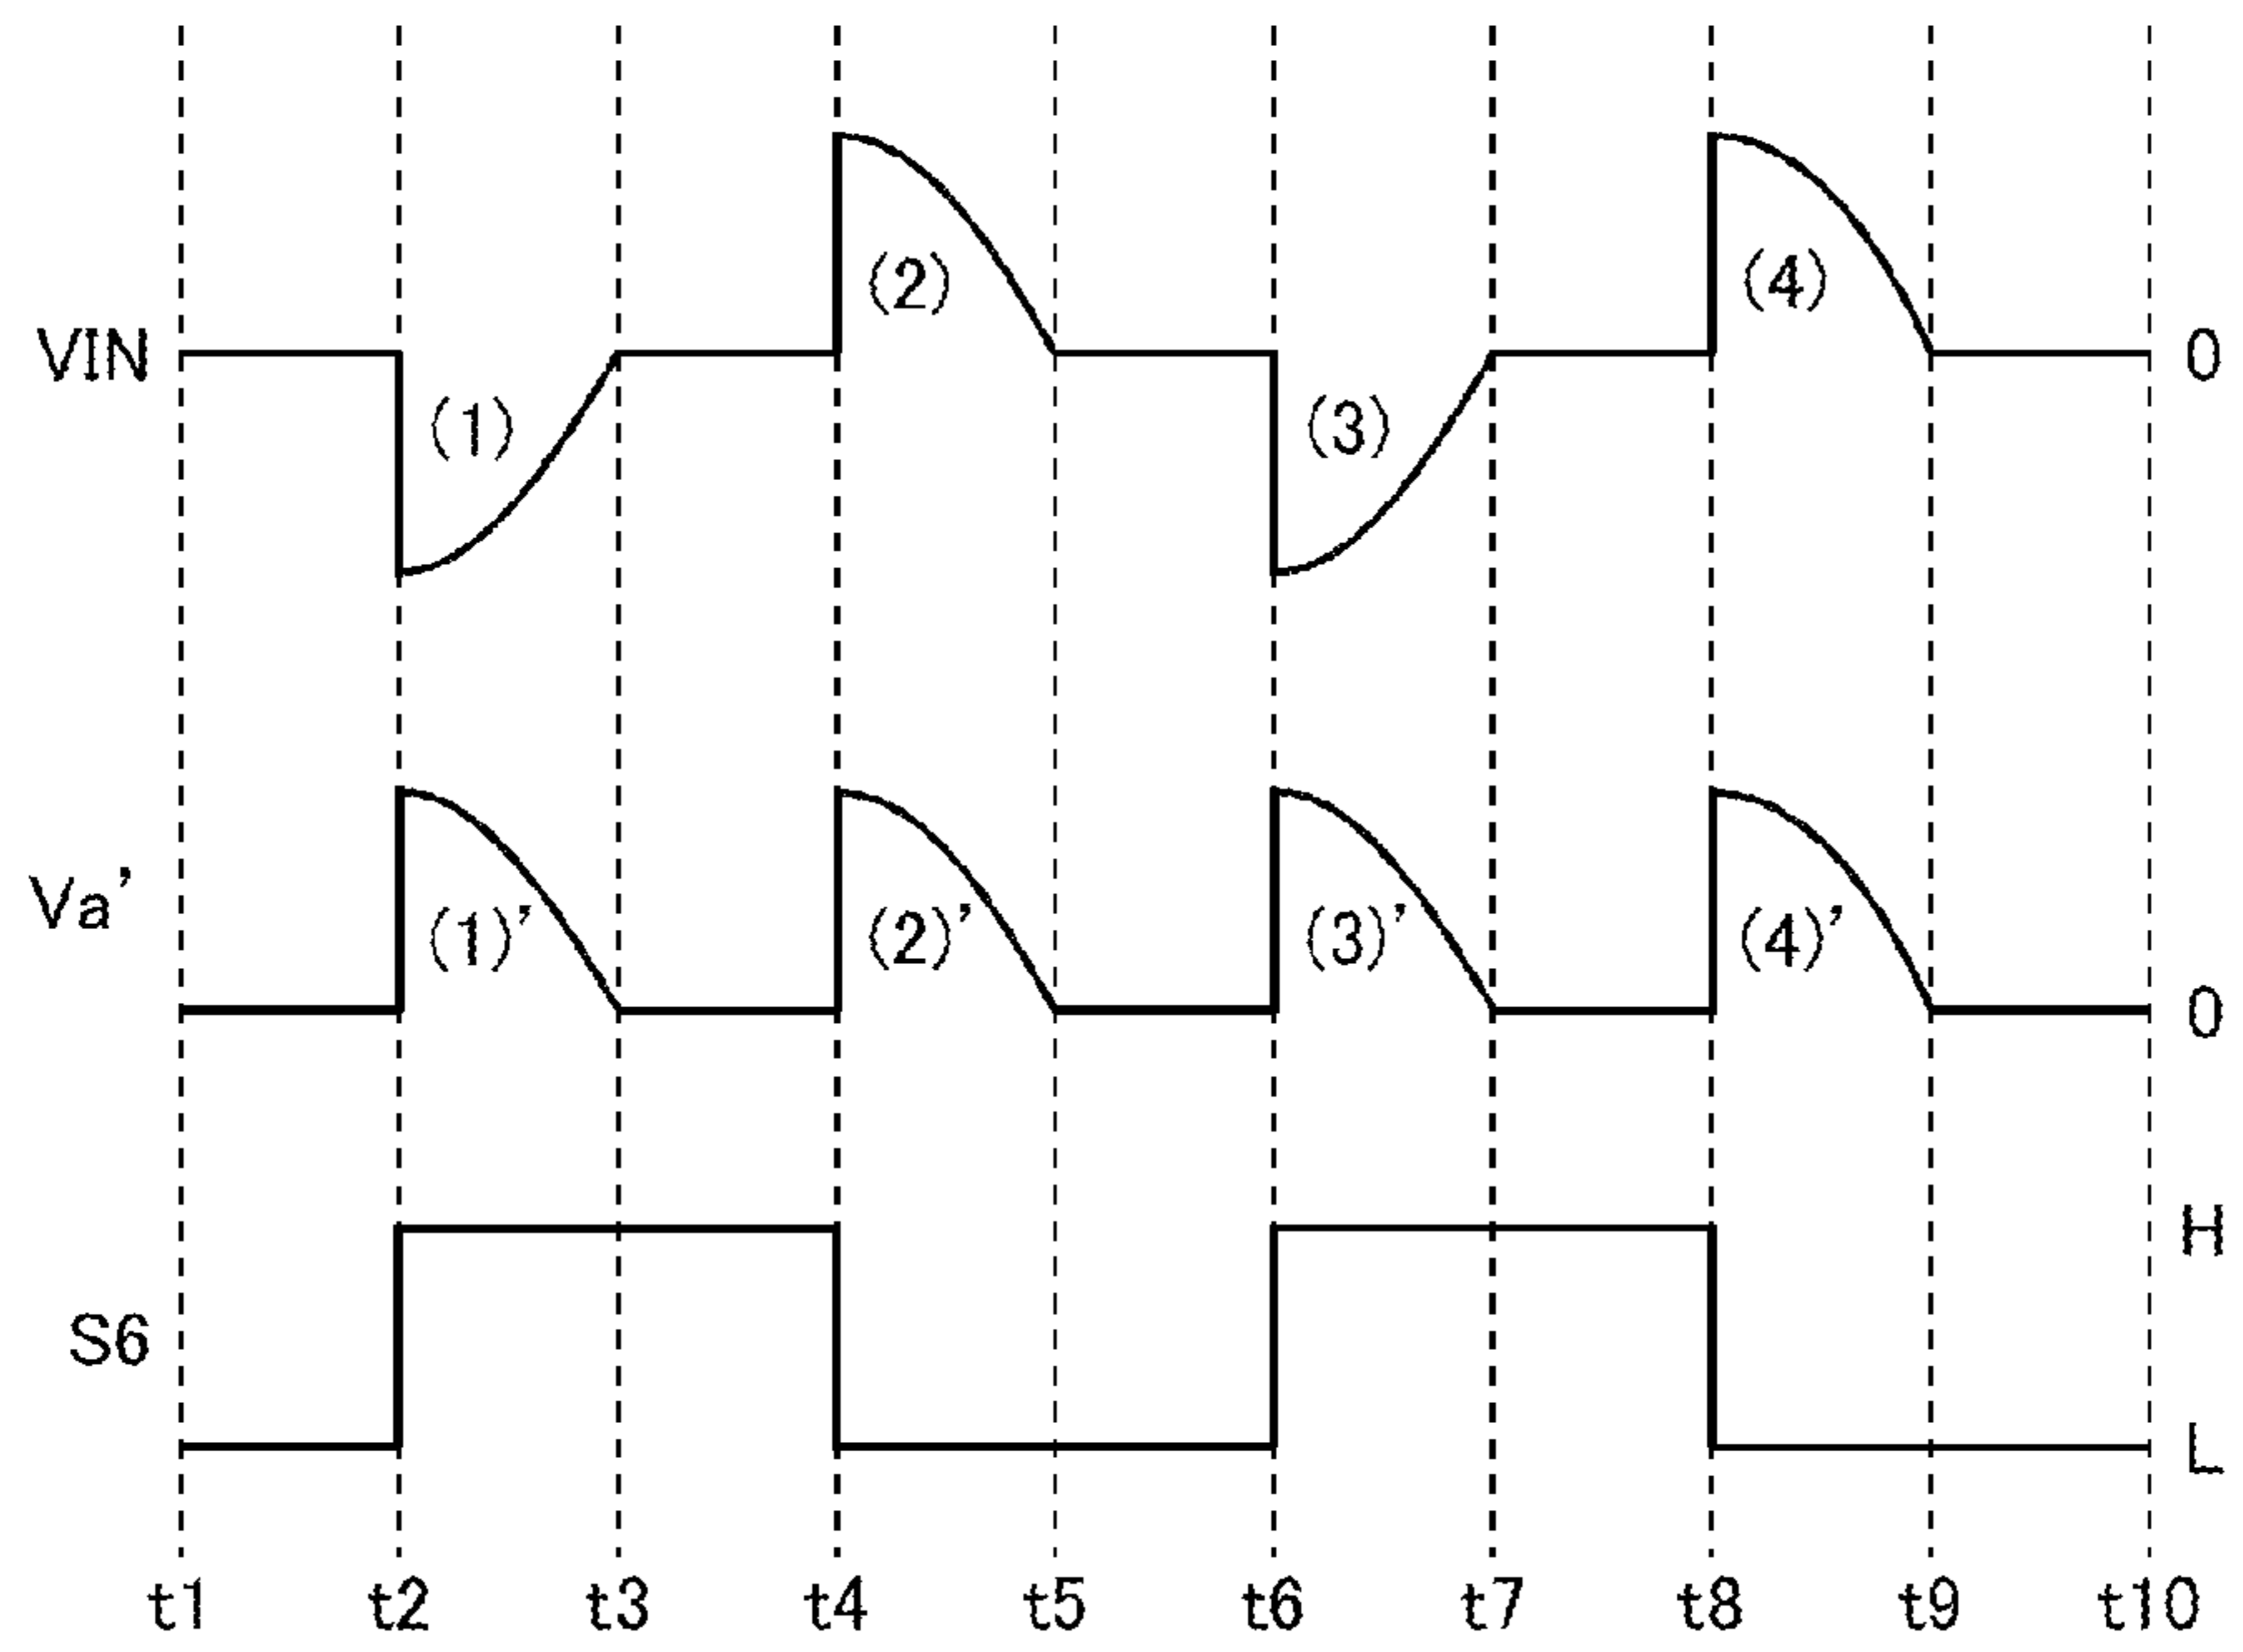 (2)
(4)
VIN
0
(1)
(3)
Va'
(1)'
(2)'
(3)'
(4)'
0
H
S6
L
t1 t2 t3 t4 t5 t6 t7 t8 t9 t10